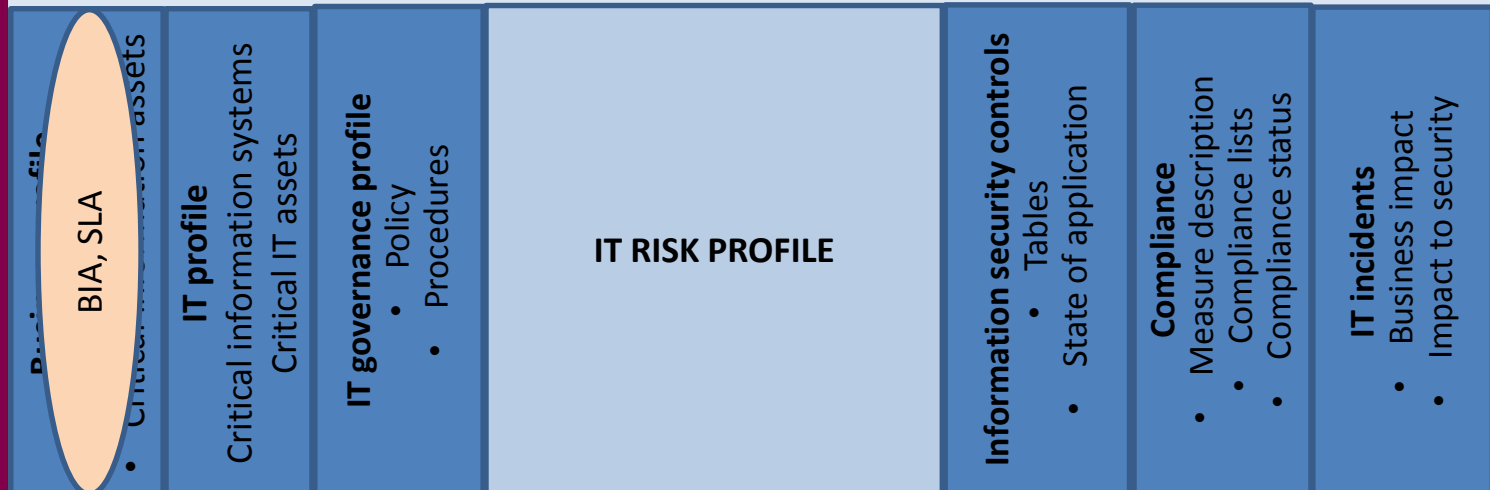 BIA, SLA
assets
• Critical
IT profile
Critical information systems
Critical IT assets
IT governance profile
• Policy
• Procedures
IT RISK PROFILE
Information security controls
• Tables
• State of application
Compliance
• Measure description
• Compliance lists
• Compliance status
IT incidents
• Business impact
• Impact to security